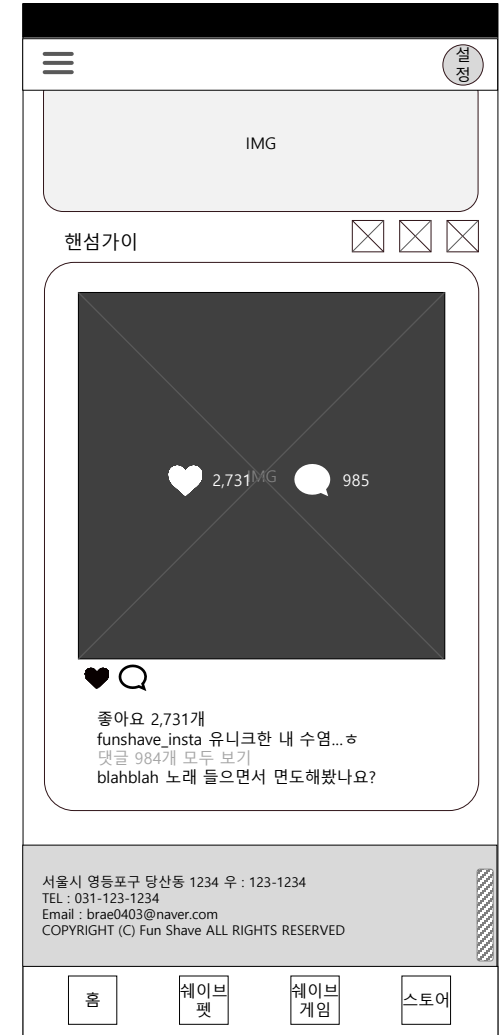 설
정
IMG
핸섬가이
IMG
2,731
985
좋아요 2,731개
funshave_insta 유니크한 내 수염...ㅎ
댓글 984개 모두 보기
blahblah 노래 들으면서 면도해봤나요?
서울시 영등포구 당산동 1234 우 : 123-1234
TEL : 031-123-1234
Email : brae0403@naver.com
COPYRIGHT (C) Fun Shave ALL RIGHTS RESERVED
홈
쉐이브
펫
쉐이브
게임
스토어